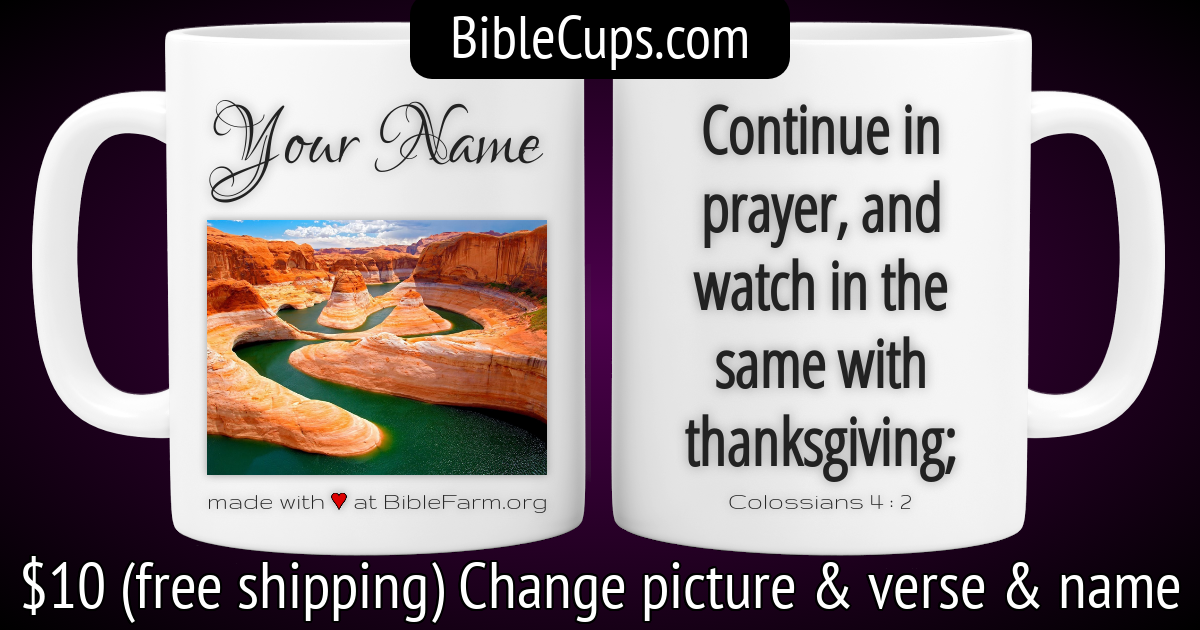 BibleCups.com
Your Name
made with ♥ at BibleFarm.org
Continue in
prayer, and
watch in the
same with
thanksgiving;
Colossians 4 : 2
$10 (free shipping) Change picture & verse & name